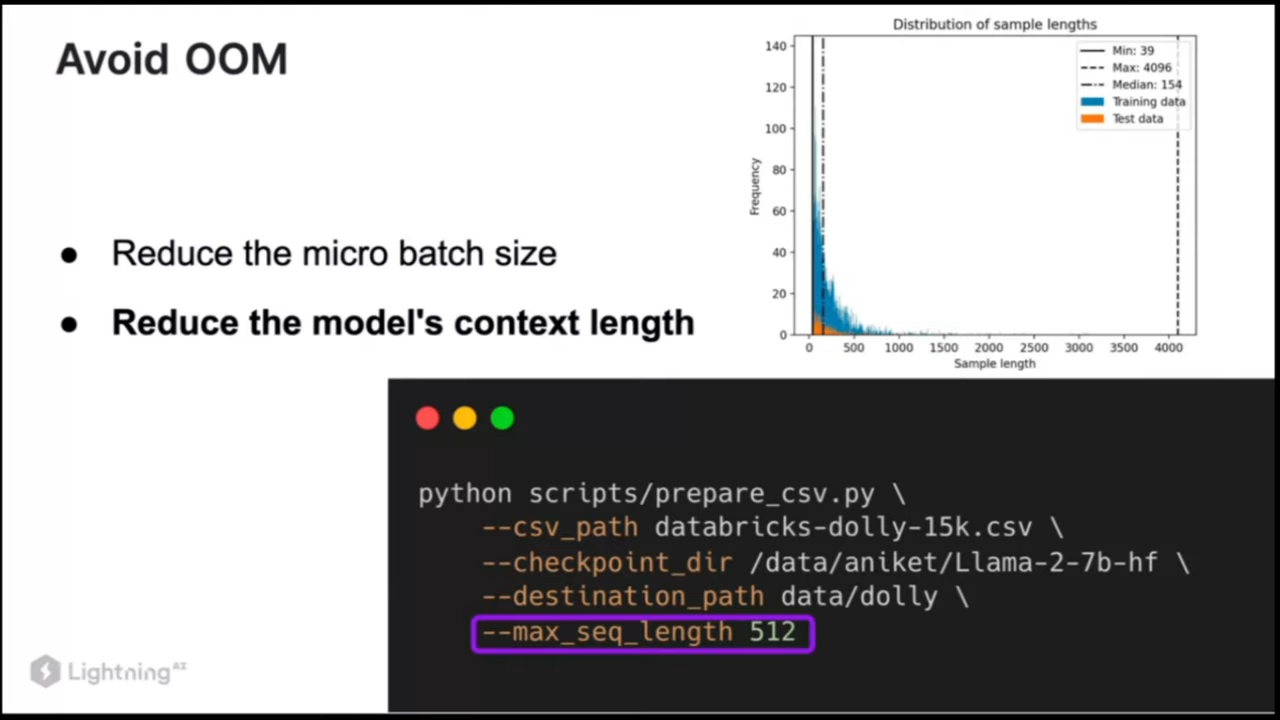 Avoid OOM
● Reduce the micro batch size
● Reduce the model's context length
Distribution of sample lengths
Min: 39
Max: 4096
Median: 154
Training data
Test data
Frequency
140
120
100
80
60
40
20
0
0 500 1000 1500 2000 2500 3000 3500 4000
Sample length
python scripts/prepare_csv.py \
--csv_path databricks-dolly-15k.csv \
--checkpoint_dir /data/aniket/Llama-2-7b-hf \
--destination_path data/dolly \
--max_seq_length 512
Lightning AI